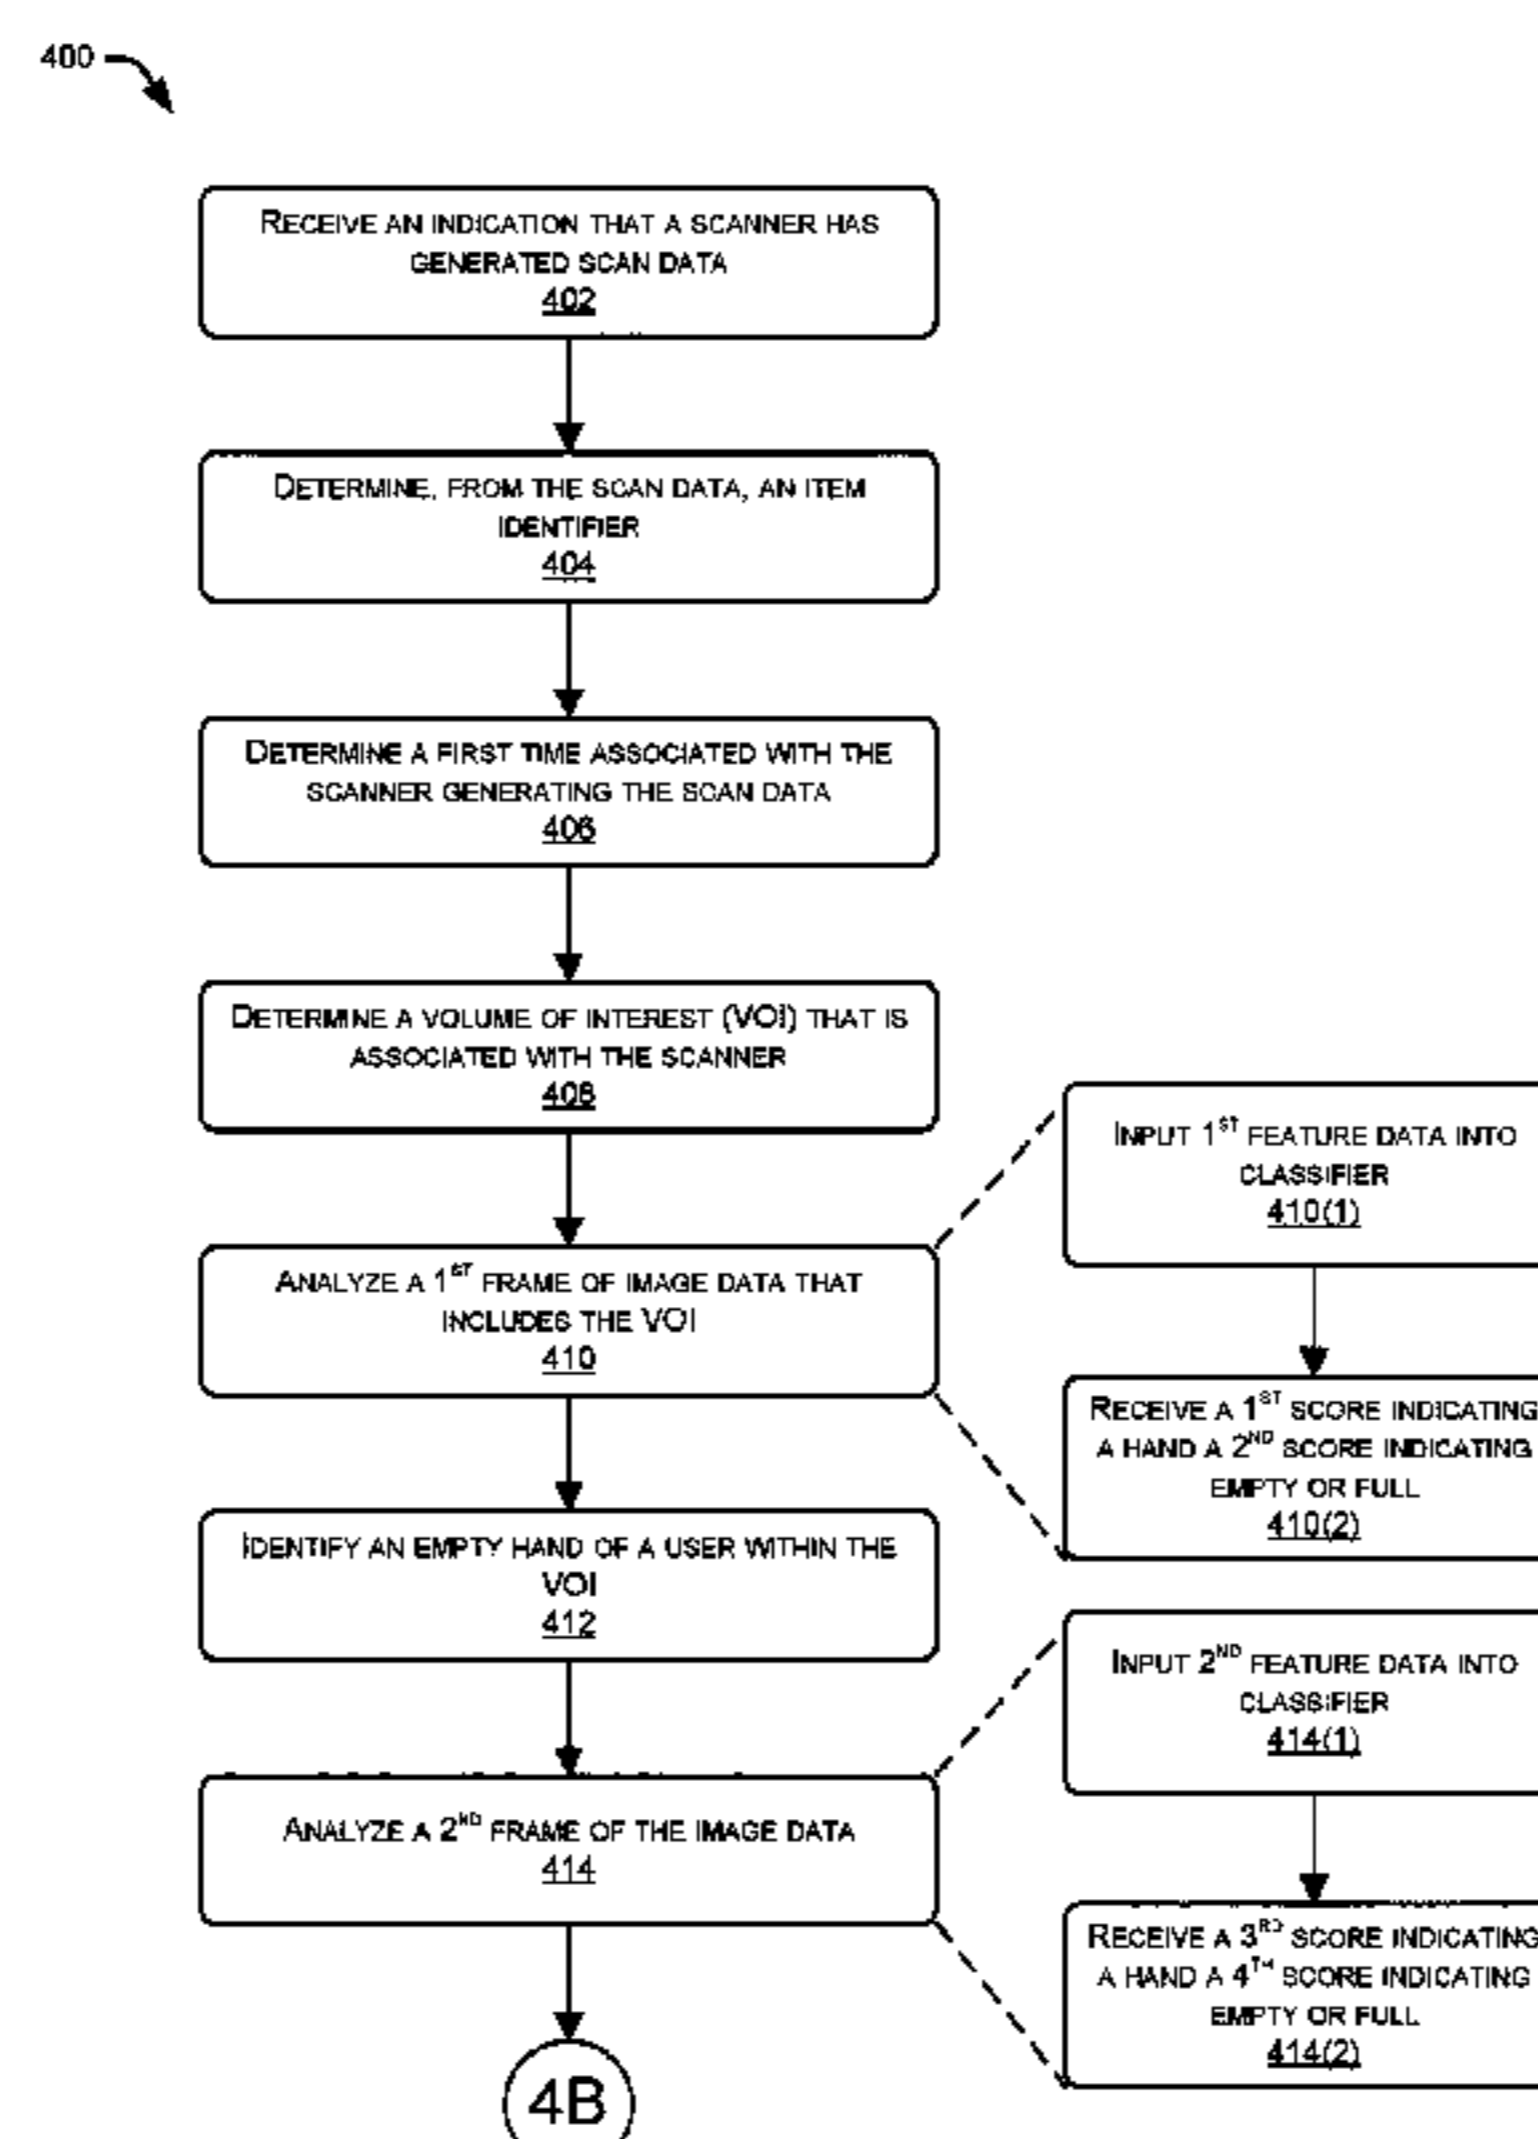 400
RECEIVE AN INDICATION THAT A SCANNER HAS
GENERATED SCAN DATA
402
DETERMINE, FROM THE SCAN DATA, AN ITEM
IDENTIFIER
404
DETERMINE A FIRST TIME ASSOCIATED WITH THE
SCANNER GENERATING THE SCAN DATA
406
DETERMINE A VOLUME OF INTEREST (VOI) THAT IS
ASSOCIATED WITH THE SCANNER
408
ANALYZE A 1ST FRAME OF IMAGE DATA THAT
INCLUDES THE VOI
410
INPUT 1ST FEATURE DATA INTO
CLASSIFIER
410(1)
RECEIVE A 1ST SCORE INDICATING
A HAND A 2ND SCORE INDICATING
EMPTY OR FULL
410(2)
IDENTIFY AN EMPTY HAND OF A USER WITHIN THE
VOI
412
ANALYZE A 2ND FRAME OF THE IMAGE DATA
414
INPUT 2ND FEATURE DATA INTO
CLASSIFIER
414(1)
RECEIVE A 3RD SCORE INDICATING
A HAND A 4TH SCORE INDICATING
EMPTY OR FULL
414(2)
4B